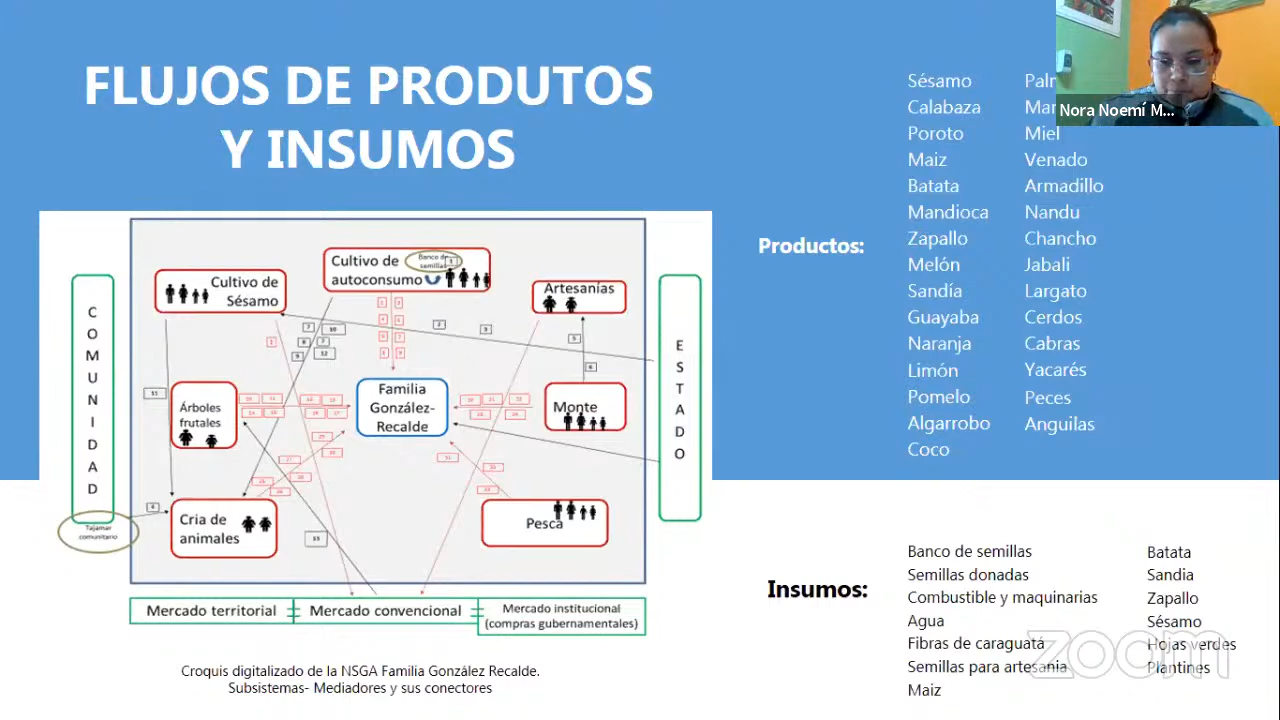 FLUJOS DE PRODUTOS
Y INSUMOS
Nora Noemí M...
Productos:
Sésamo
Calabaza
Poroto
Maiz
Batata
Mandioca
Zapallo
Melón
Sandía
Guayaba
Naranja
Limón
Pomelo
Algarrobo
Coco
Miel
Venado
Armadillo
Nandu
Chancho
Jabali
Largato
Cerdos
Cabras
Yacarés
Peces
Anguilas
COMUNIDAD
Cultivo de
Sésamo
Cultivo de
autoconsumo
Banco de
semillas
Artesanías
ESTADO
Árboles
frutales
Familia
González-
Recalde
Monte
Cria de
animales
Pesca
Tajamar
comunitario
Mercado territorial
Mercado convencional
Mercado institucional
(compras gubernamentales)
Croquis digitalizado de la NSGA Familia González Recalde.
Subsistemas- Mediadores y sus conectores
Insumos:
Banco de semillas
Semillas donadas
Combustible y maquinarias
Agua
Fibras de caraguatá
Semillas para artesania
Maiz
Batata
Sandia
Zapallo
Sésamo
Hojas verdes
Plantines
zoom